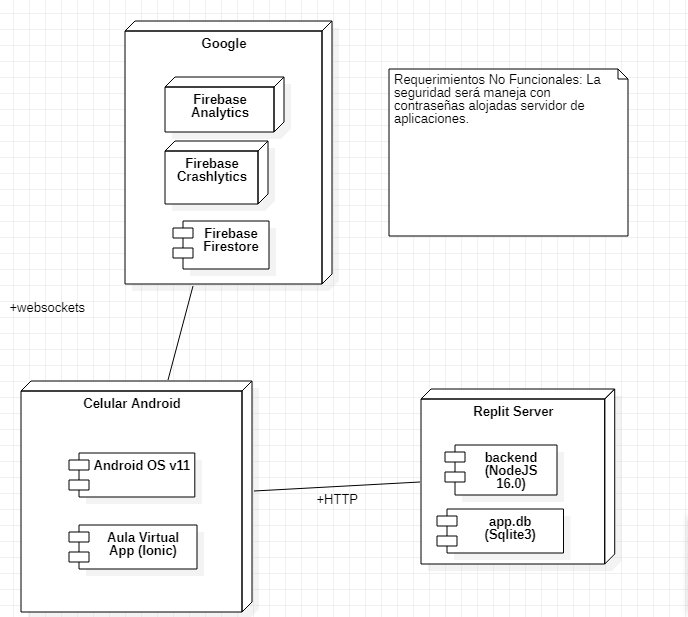 Google
Firebase
Analytics
Firebase
Crashlytics
Firebase
Firestore
Requerimientos No Funcionales: La
seguridad será maneja con
contraseñas alojadas servidor de
aplicaciones.
+websockets
Celular Android
Android OS v11
Aula Virtual
App (Ionic)
+HTTP
Replit Server
backend
(NodeJS
16.0)
app.db
(Sqlite3)